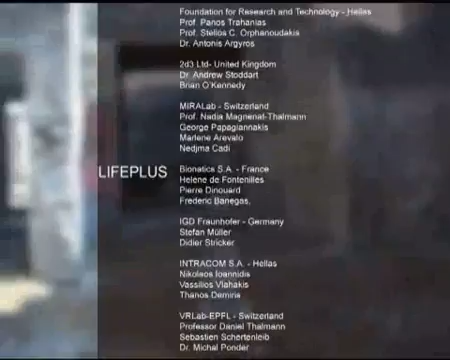 Foundation for Research and Technology - Hellas
Prof. Panos Trahanias
Prof. Stelios C. Orphanoudakis
Dr. Antonis Argyros
2d3 Ltd- United Kingdom
Dr. Andrew Stoddart
Brian O'Kennedy
MIRALab - Switzerland
Prof. Nadia Magnenat-Thalmann
George Papagiannakis
Marlene Arevalo
Nedjma Cadi
LIFEPLUS
Bionatics S.A. - France
Helene de Fontenilles
Pierre Dinouard
Frederic Banegas,
IGD Fraunhofer - Germany
Stefan Müller
Didier Stricker
INTRACOM S.A. - Hellas
Nikolaos Ioannidis
Vassilios Vlahakis
Thanos Demiris
VRLab-EPFL - Switzerland
Professor Daniel Thalmann
Sebastien Schertenleib
Dr. Michal Ponder